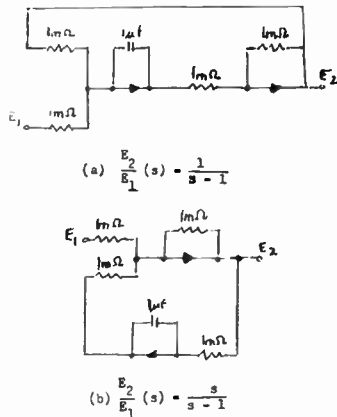 1mΩ
1μf
1mΩ
1mΩ
E₂
E₁
1mΩ
(a) E₂/E₁ (s) = 1/(s - 1)
1mΩ
E₁
1mΩ
1mΩ
E₂
1μf
1mΩ
(b) E₂/E₁ (s) = s/(s - 1)